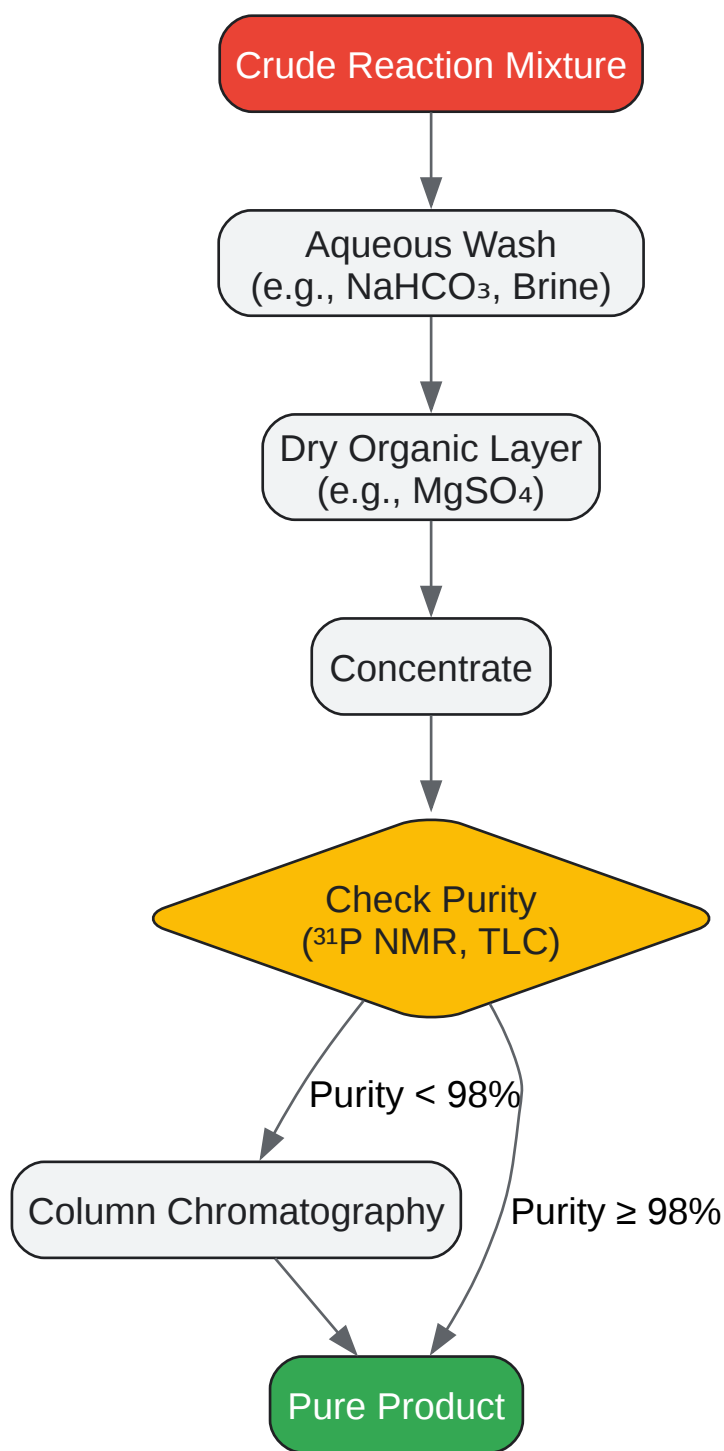 Crude Reaction Mixture
Aqueous Wash
(e.g., NaHCO₃, Brine)
Dry Organic Layer
(e.g., MgSO₄)
Concentrate
Check Purity
(³¹P NMR, TLC)
Purity < 98%
Column Chromatography
Purity ≥ 98%
Pure Product